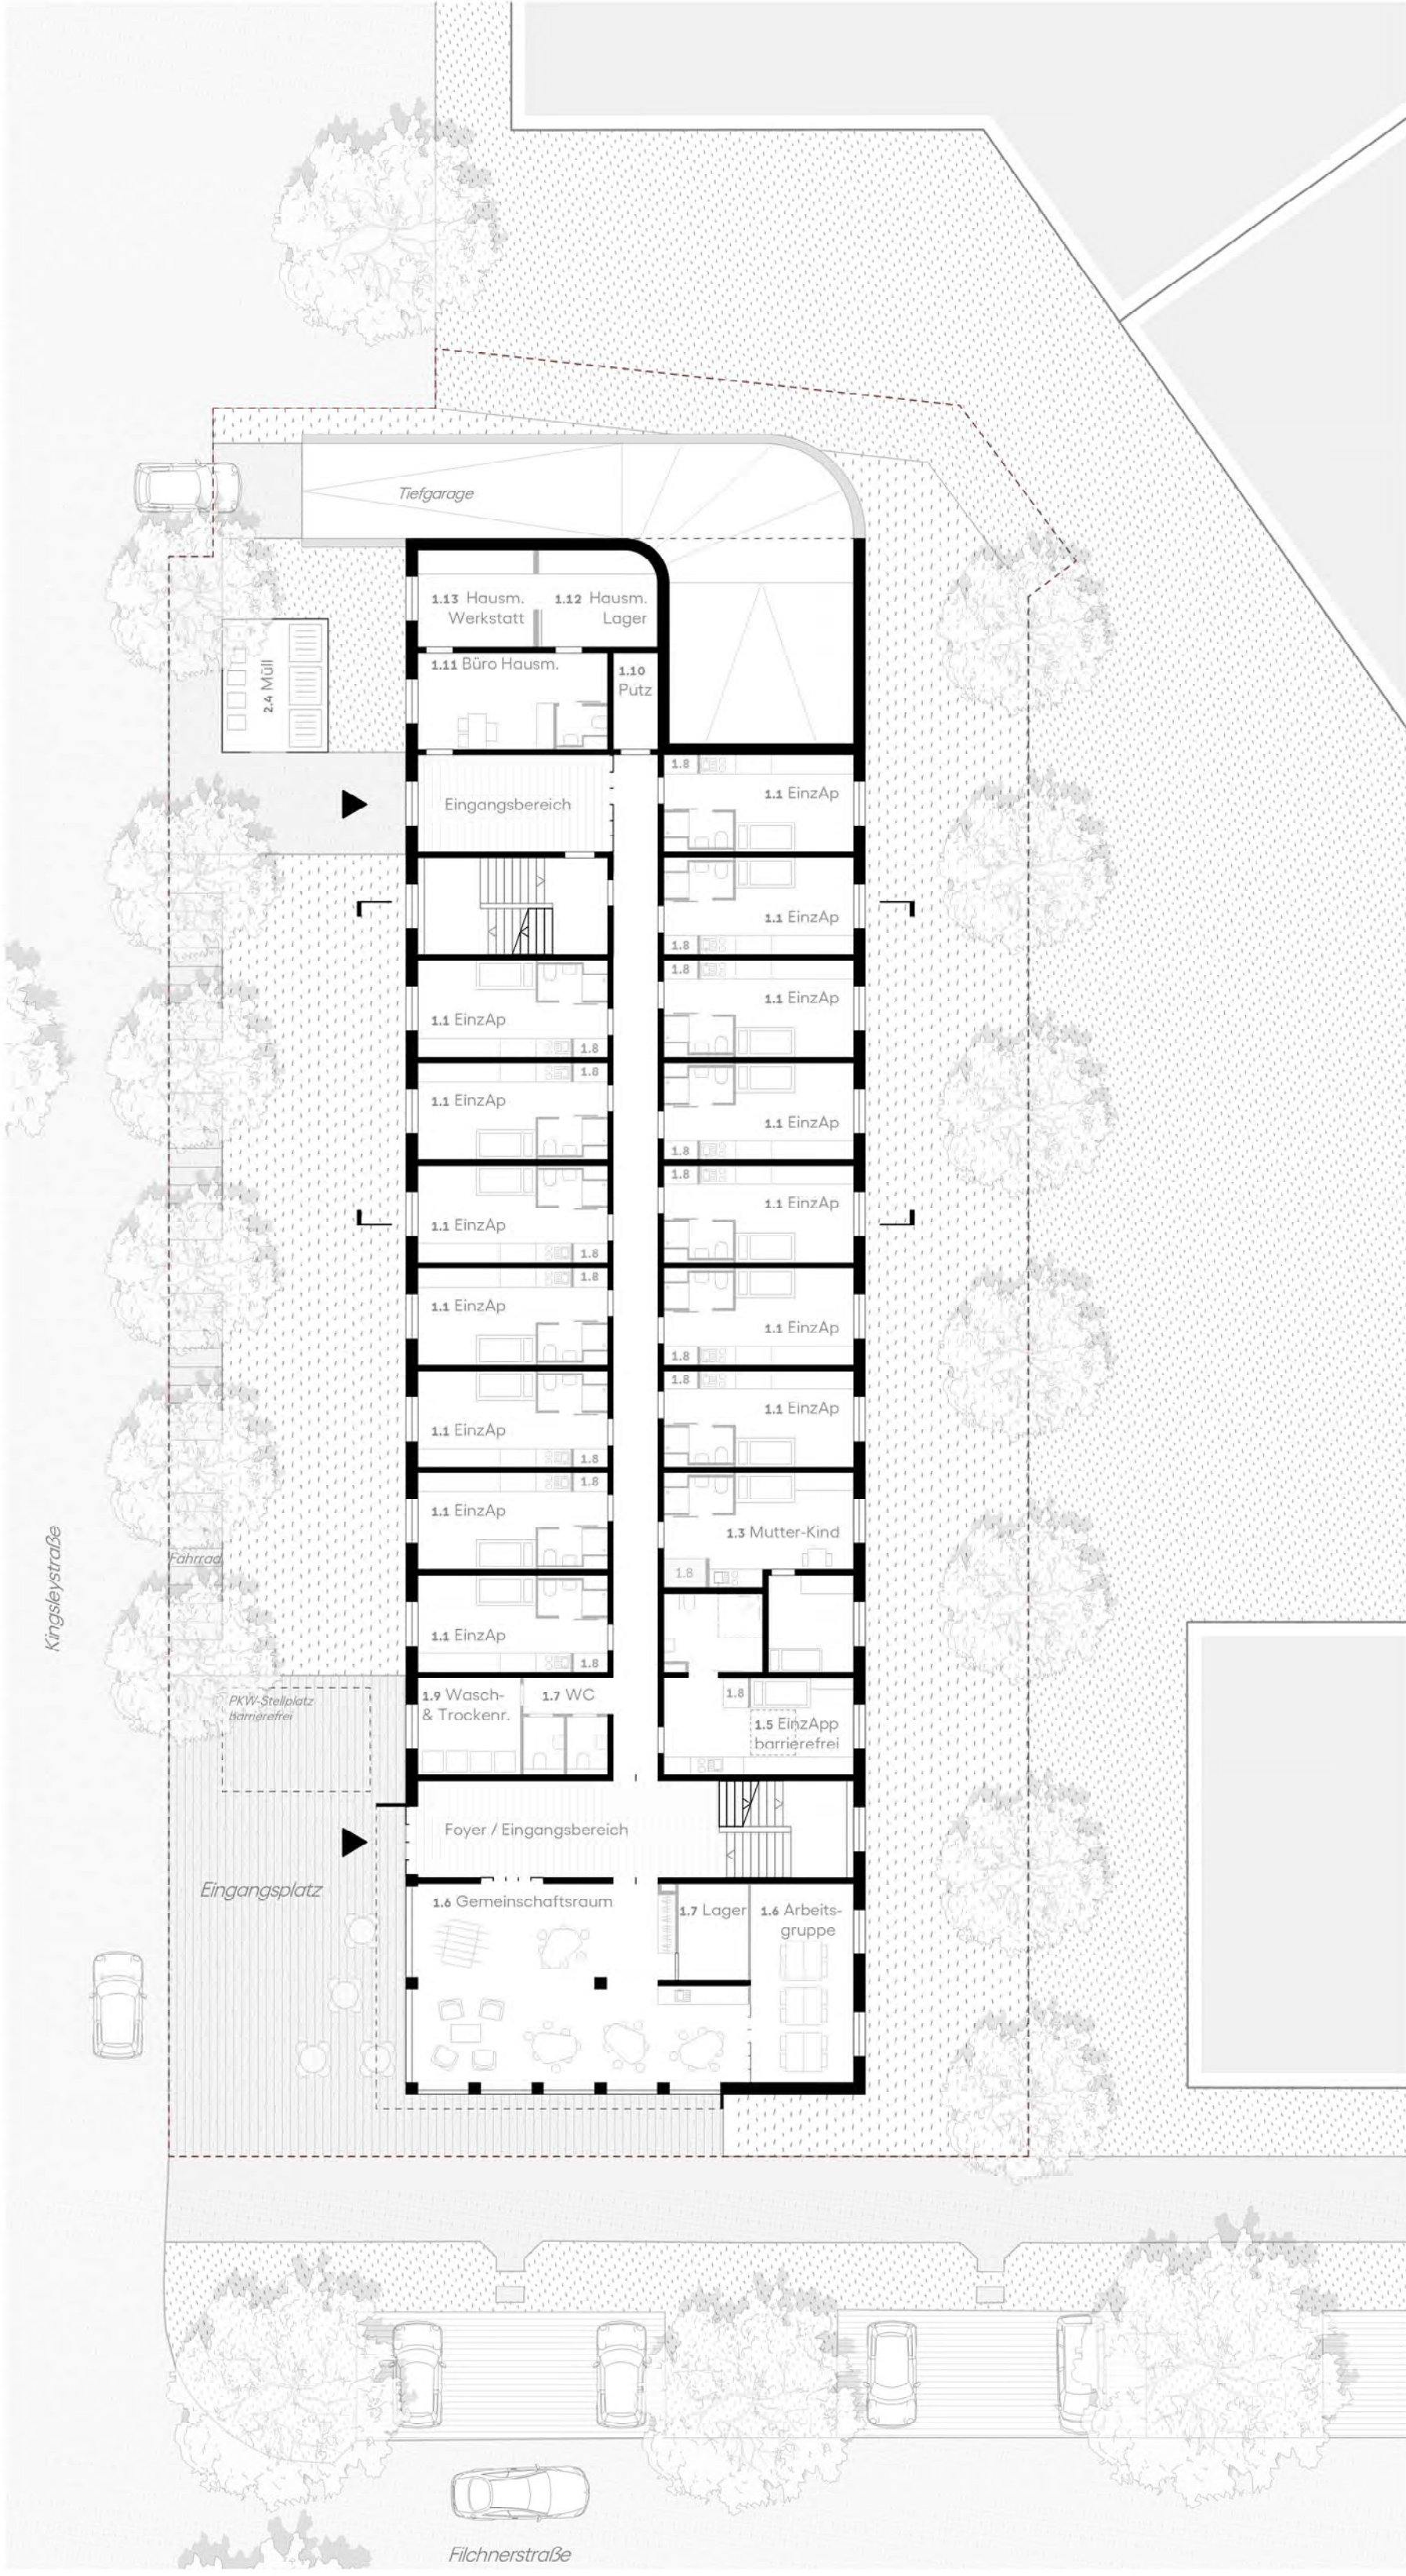 Tiefgarage
1.13 Hausm.
Werkstatt
1.12 Hausm.
Lager
1.11 Büro Hausm.
1.10
Putz
2.4 Müll
Eingangsbereich
1.8
1.1 EinzAp
1.1 EinzAp
1.8
1.8
1.1 EinzAp
1.1 EinzAp
1.8
1.8
1.1 EinzAp
1.1 EinzAp
1.8
1.8
1.1 EinzAp
1.1 EinzAp
1.8
1.8
1.1 EinzAp
1.1 EinzAp
1.8
1.8
1.1 EinzAp
1.1 EinzAp
1.8
1.8
1.1 EinzAp
1.1 EinzAp
1.8
1.3 Mutter-Kind
1.8
1.1 EinzAp
1.8
Kingsleystraße
Fahrrad
PKW-Stellplatz
barrierefrei
1.9 Wasch-
& Trockenr.
1.7 WC
1.8
1.5 EinzApp
barrierefrei
Foyer / Eingangsbereich
Eingangsplatz
1.6 Gemeinschaftsraum
1.7 Lager
1.6 Arbeits-
gruppe
Filchnerstraße